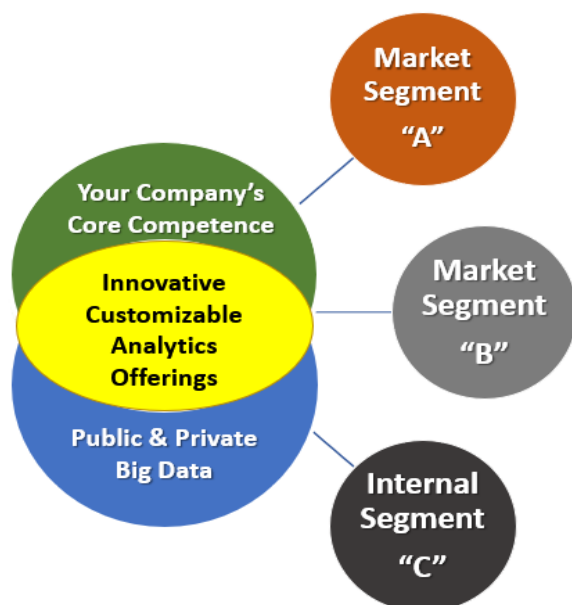 Market
Segment
“A”
Your Company’s
Core Competence
Innovative
Customizable
Analytics
Offerings
Market
Segment
“B”
Public & Private
Big Data
Internal
Segment
“C”